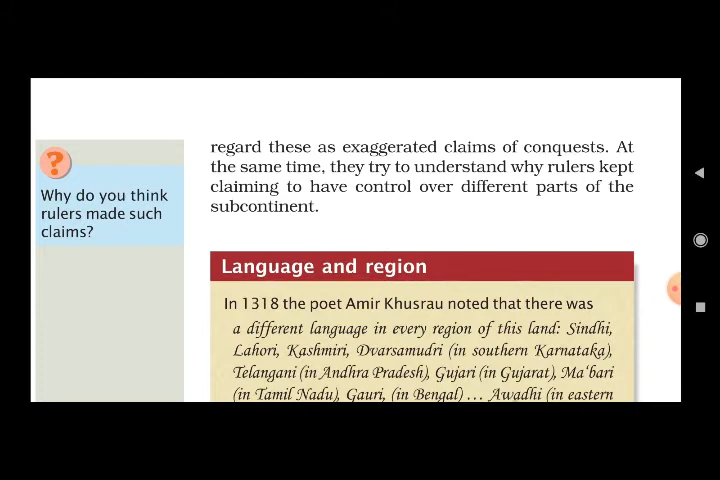 regard these as exaggerated claims of conquests. At
the same time, they try to understand why rulers kept
claiming to have control over different parts of the
subcontinent.
?
Why do you think
rulers made such
claims?
Language and region
In 1318 the poet Amir Khusrau noted that there was
a different language in every region of this land: Sindhi,
Lahori, Kashmiri, Dvarsamudri (in southern Karnataka),
Telangani (in Andhra Pradesh), Gujari (in Gujarat), Ma‘bari
(in Tamil Nadu), Gauri, (in Bengal) ... Awadhi (in eastern